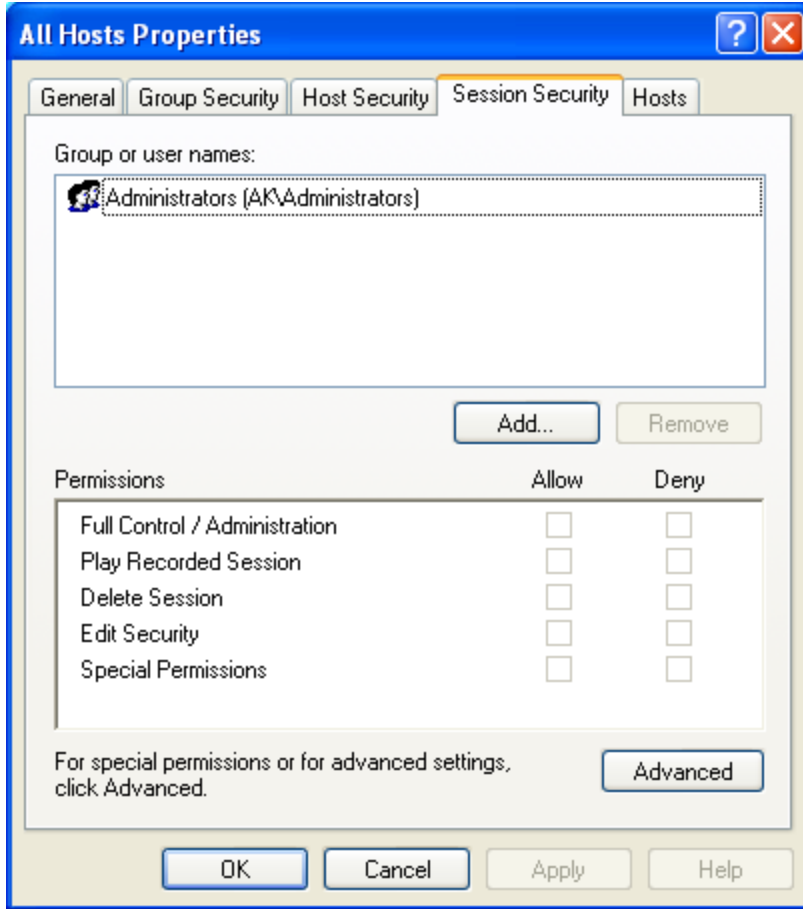 All Hosts Properties
General Group Security Host Security Session Security Hosts
Group or user names:
Administrators (AK\Administrators)
Add... Remove
Permissions Allow Deny
Full Control / Administration
Play Recorded Session
Delete Session
Edit Security
Special Permissions
For special permissions or for advanced settings,
click Advanced.
Advanced
OK Cancel Apply Help